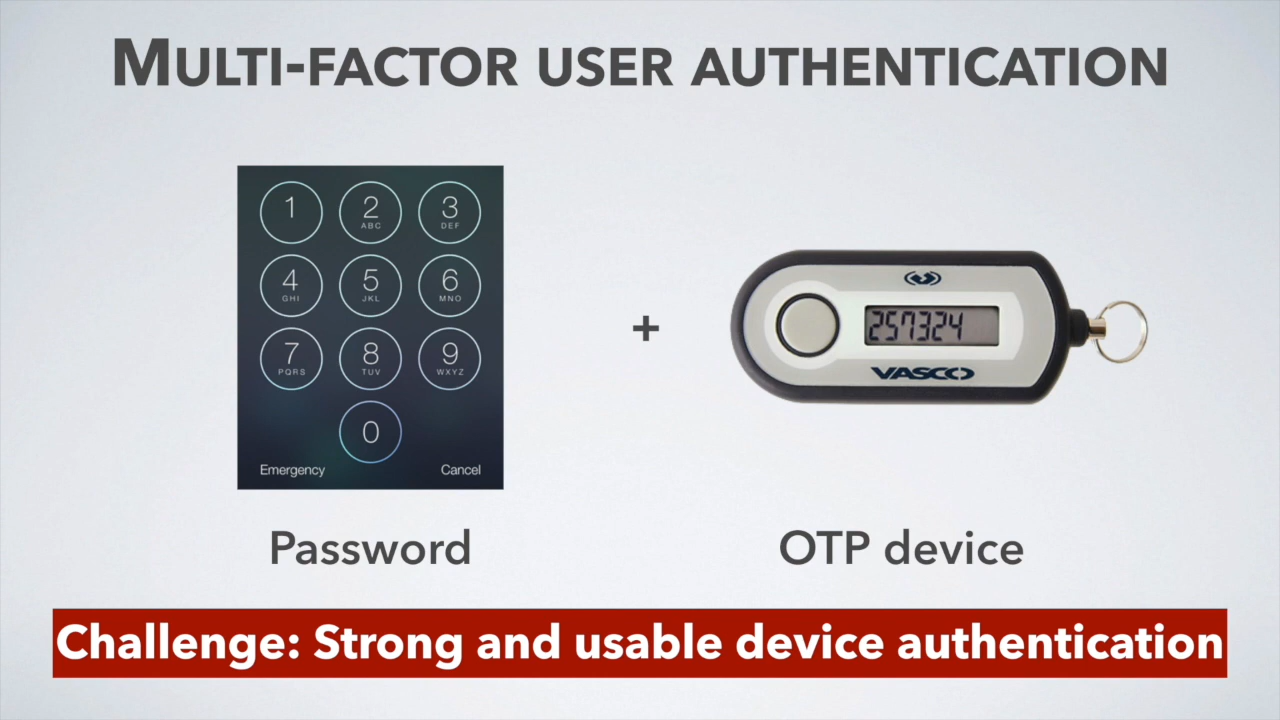 MULTI-FACTOR USER AUTHENTICATION
1
2
ABC
3
DEF
4
GHI
5
JKL
6
MNO
7
PQRS
8
TUV
9
WXYZ
0
Emergency
Cancel
+
257324
VASCO
Password
OTP device
Challenge: Strong and usable device authentication